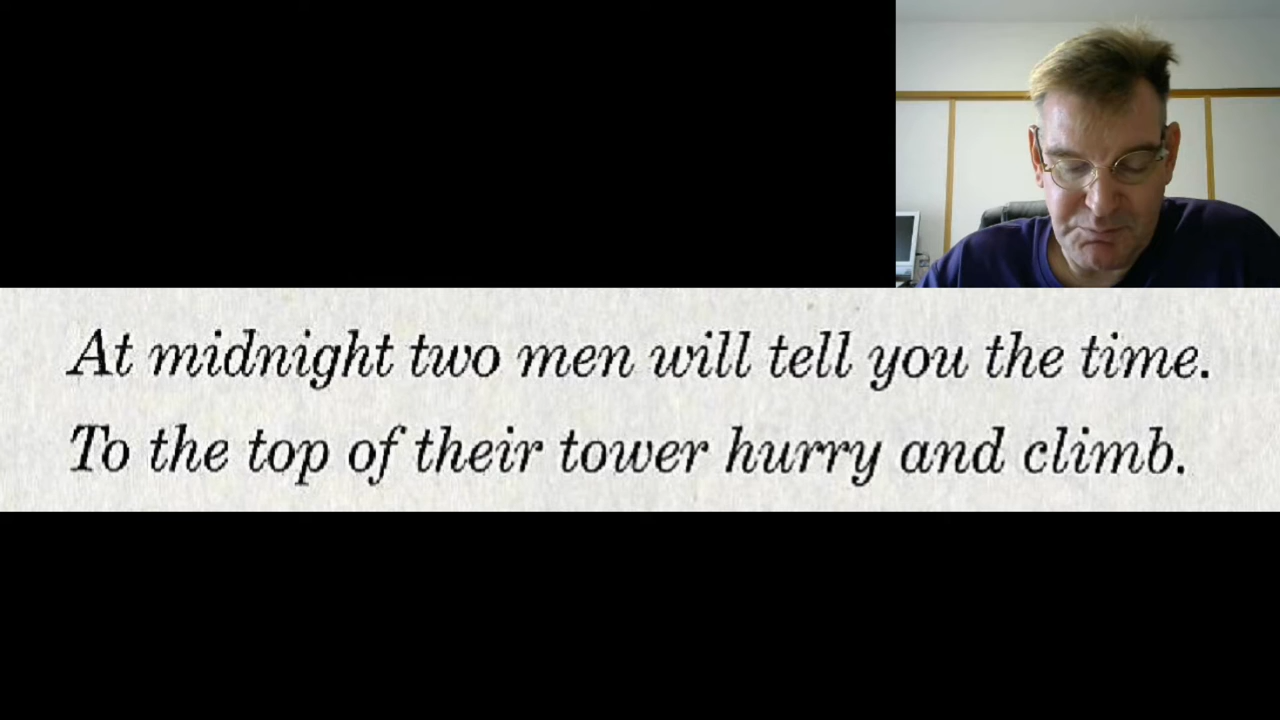 At midnight two men will tell you the time.
To the top of their tower hurry and climb.